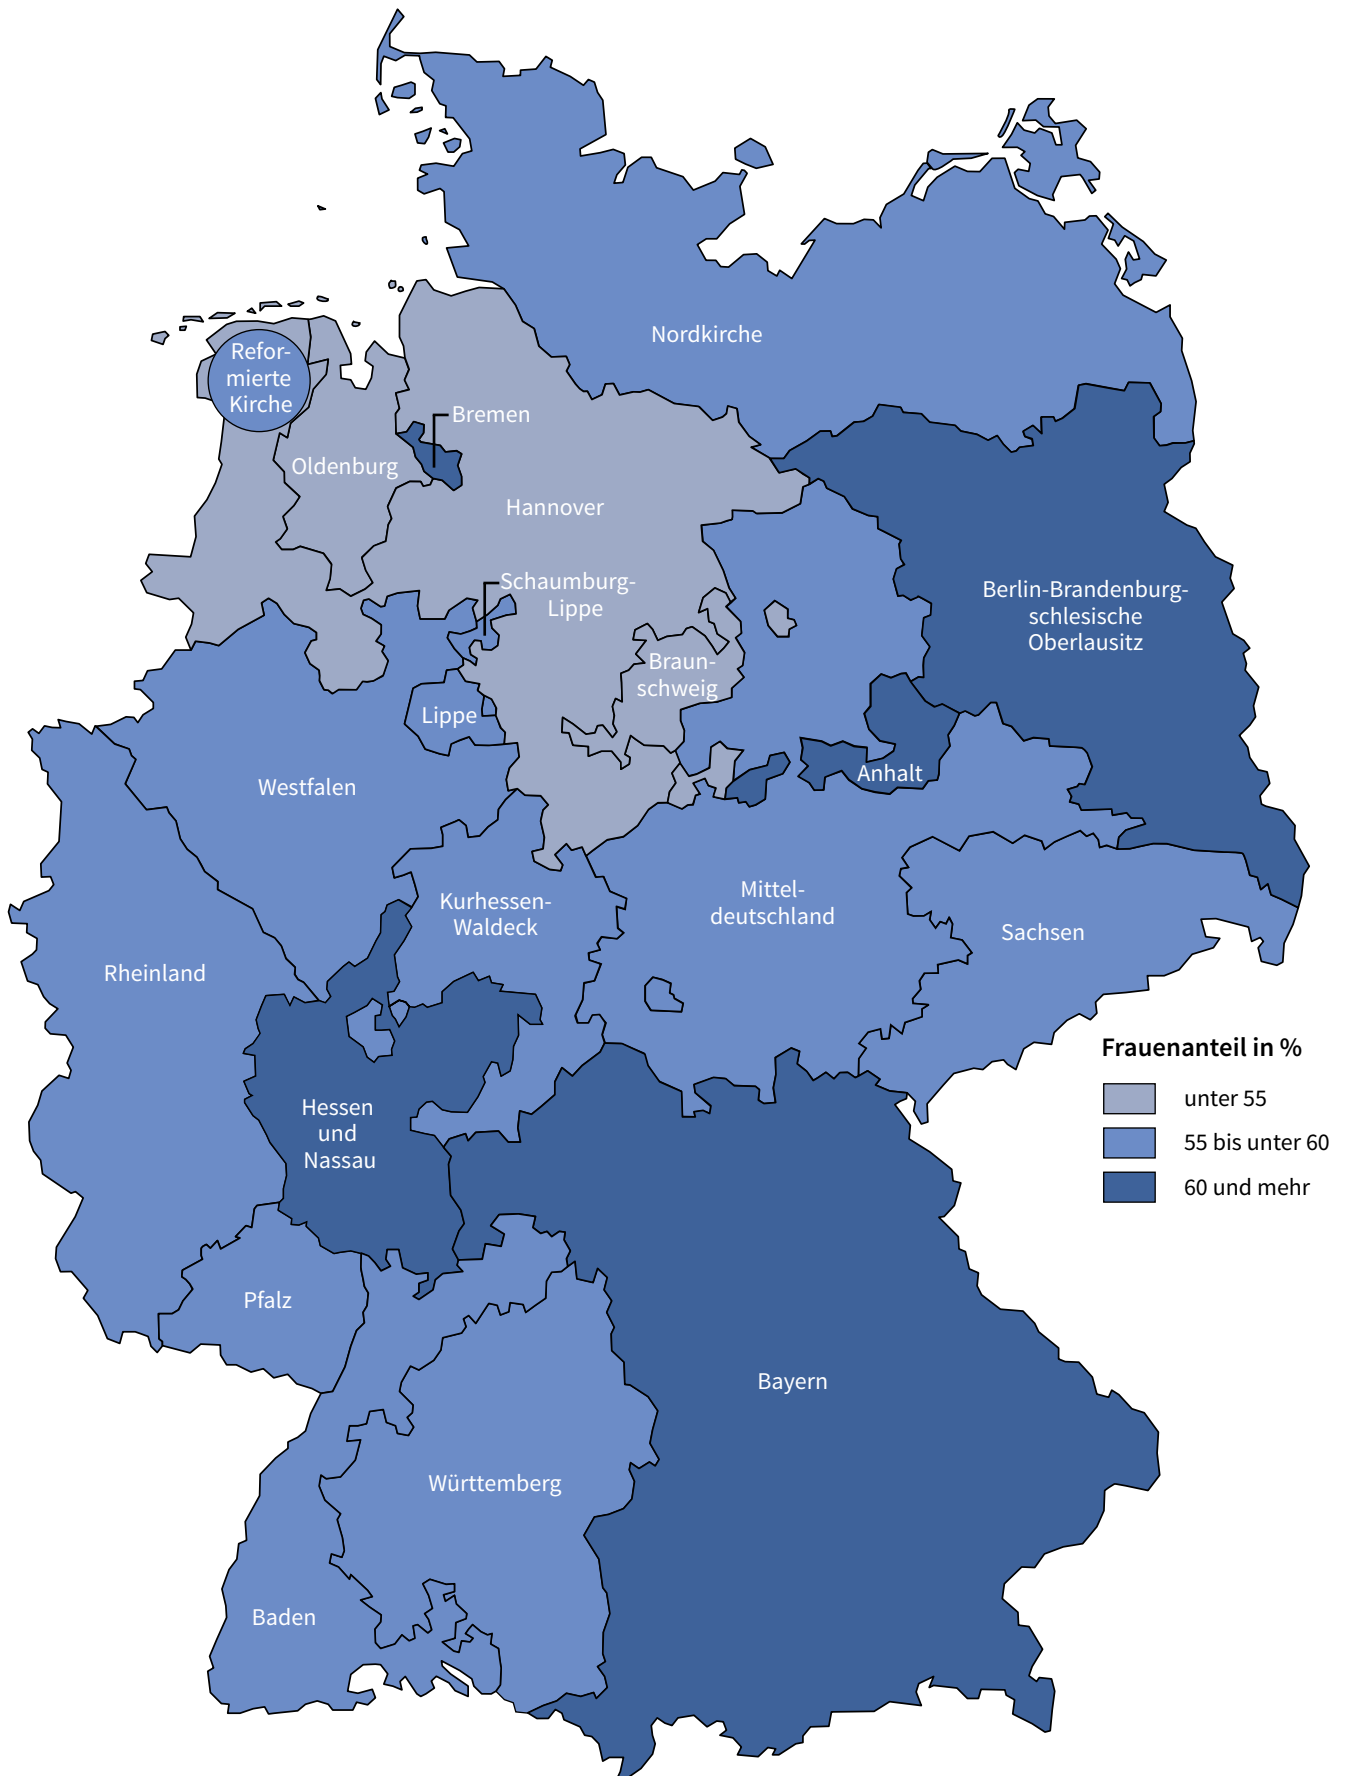 Nordkirche
Refor-
mierte
Kirche
Bremen
Oldenburg
Hannover
Schaumburg-
Lippe
Berlin-Brandenburg-
schlesische
Oberlausitz
Braun-
schweig
Lippe
Anhalt
Westfalen
Mittel-
deutschland
Kurhessen-
Waldeck
Sachsen
Rheinland
Frauenanteil in %
unter 55
55 bis unter 60
60 und mehr
Hessen
und
Nassau
Pfalz
Bayern
Württemberg
Baden